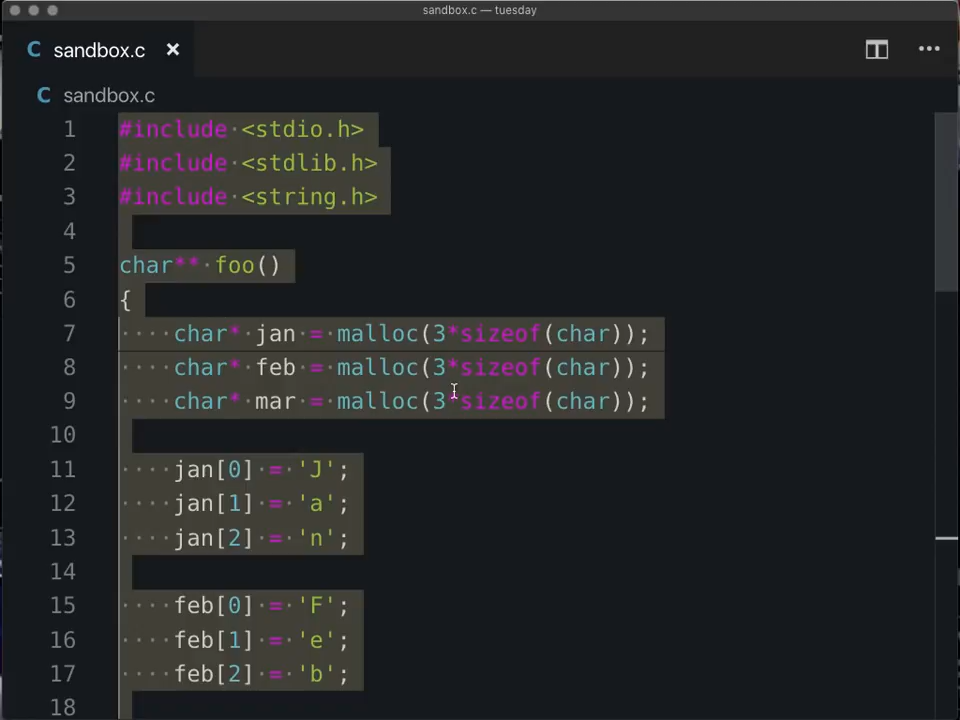 sandbox.c — tuesday
C sandbox.c ×
C sandbox.c
1 #include <stdio.h>
2 #include <stdlib.h>
3 #include <string.h>
4
5 char** foo()
6 {
7     char* jan = malloc(3*sizeof(char));
8     char* feb = malloc(3*sizeof(char));
9     char* mar = malloc(3*sizeof(char));
10
11     jan[0] = 'J';
12     jan[1] = 'a';
13     jan[2] = 'n';
14
15     feb[0] = 'F';
16     feb[1] = 'e';
17     feb[2] = 'b';
18